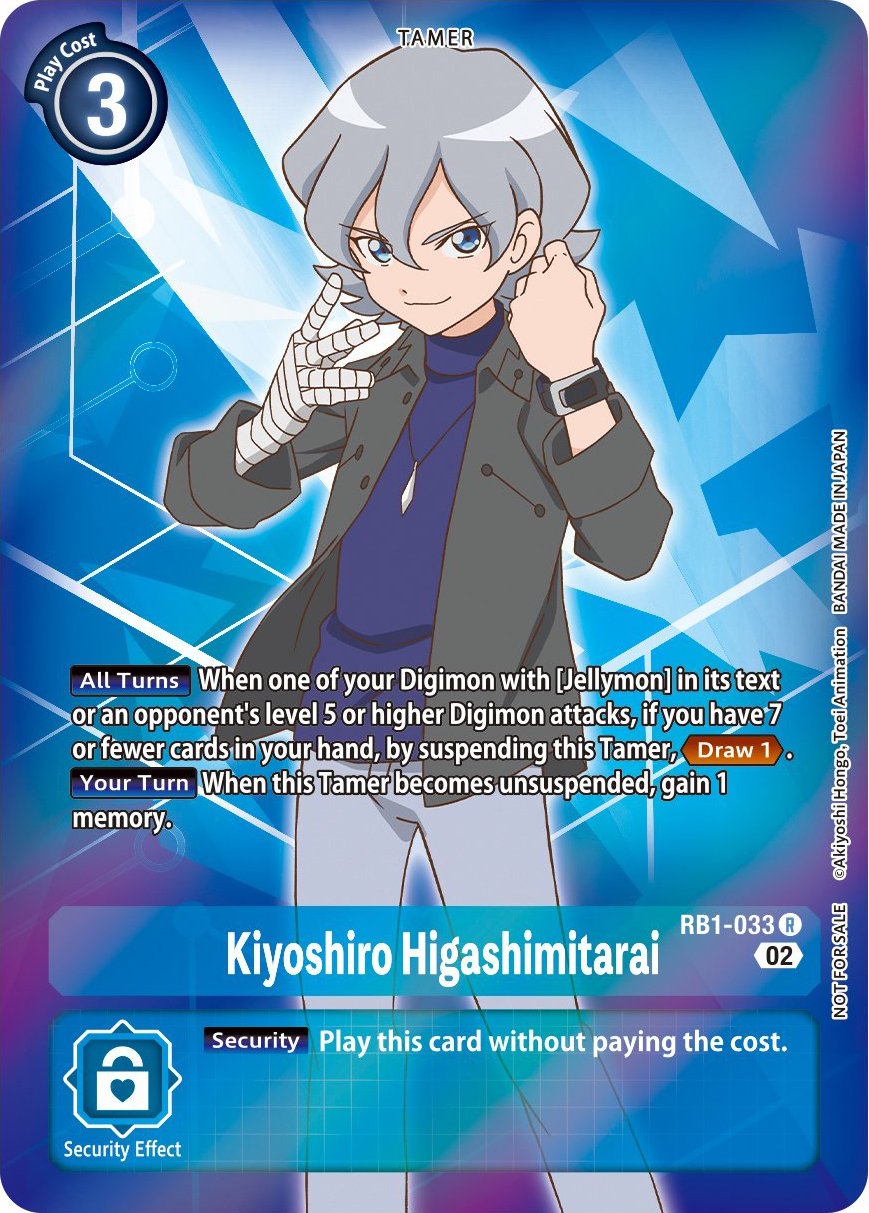 TAMER
Play Cost
3
All Turns When one of your Digimon with [Jellymon] in its text
or an opponent's level 5 or higher Digimon attacks, if you have 7
or fewer cards in your hand, by suspending this Tamer, Draw 1.
Your Turn When this Tamer becomes unsuspended, gain 1
memory.
RB1-033 R
Kiyoshiro Higashimitarai
02
Security Play this card without paying the cost.
Security Effect
NOT FOR SALE ©Akiyoshi Hongo, Toei Animation BANDAI MADE IN JAPAN